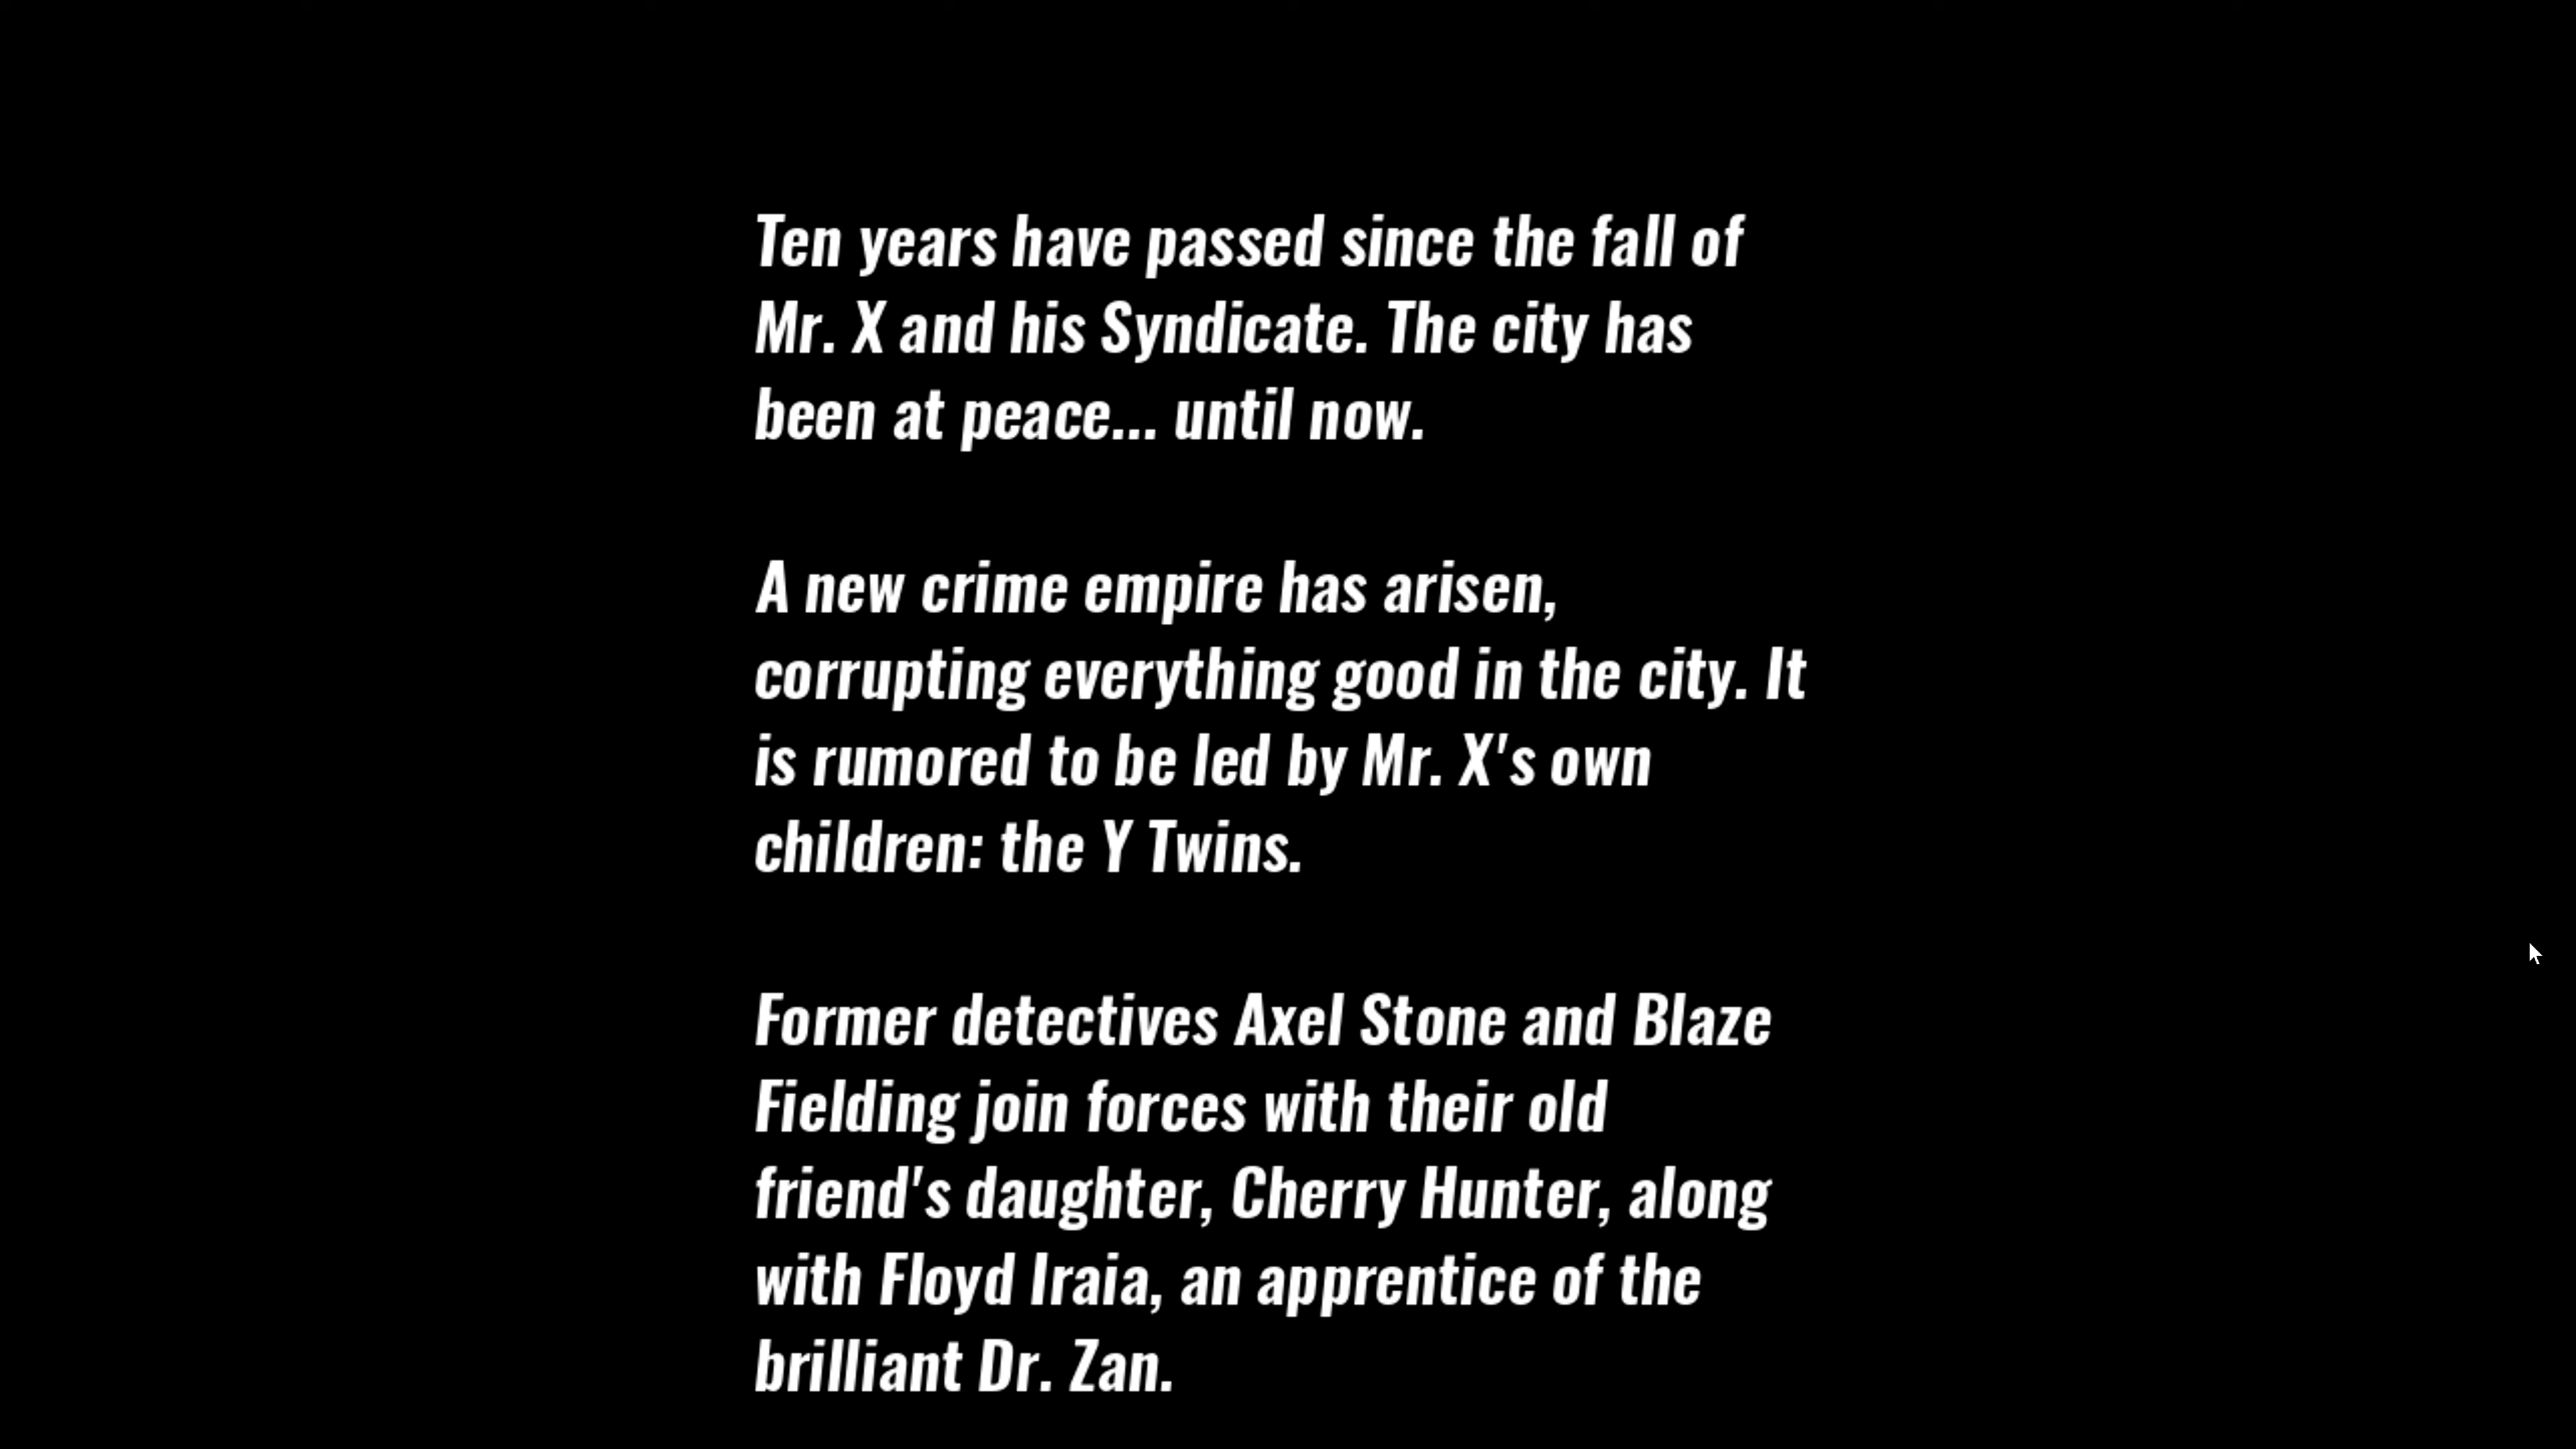 Ten years have passed since the fall of
Mr. X and his Syndicate. The city has
been at peace... until now.
A new crime empire has arisen,
corrupting everything good in the city. It
is rumored to be led by Mr. X's own
children: the Y Twins.
Former detectives Axel Stone and Blaze
Fielding join forces with their old
friend's daughter, Cherry Hunter, along
with Floyd Iraia, an apprentice of the
brilliant Dr. Zan.